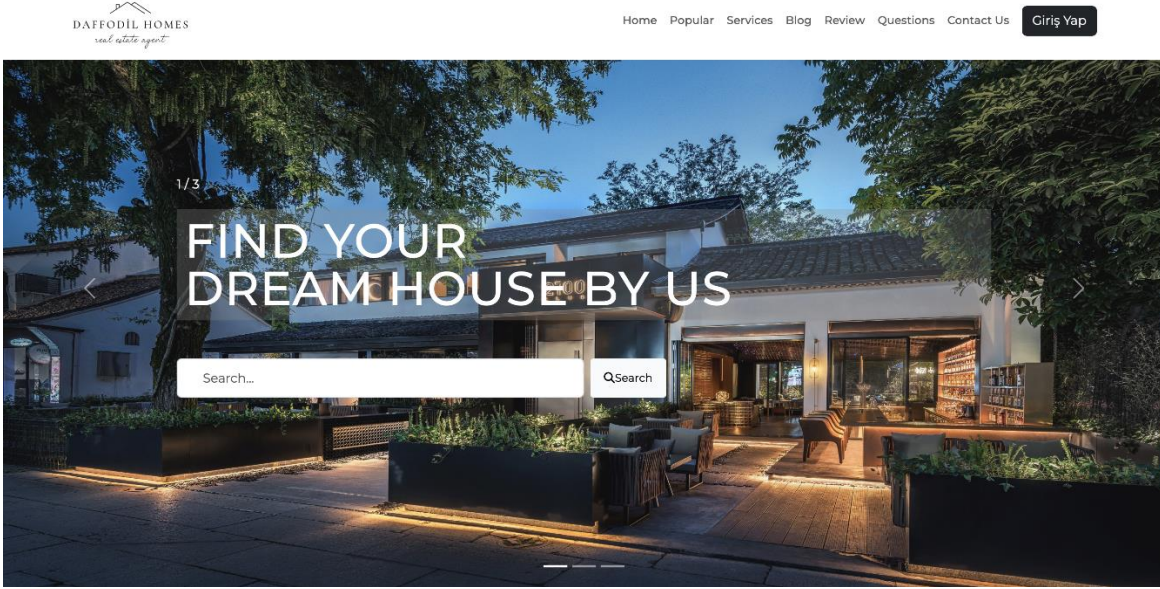 DAFFODİL HOMES
real estate agent
Home Popular Services Blog Review Questions Contact Us Giriş Yap
1/3
FIND YOUR
DREAM HOUSE BY US
2100
Search...
Search